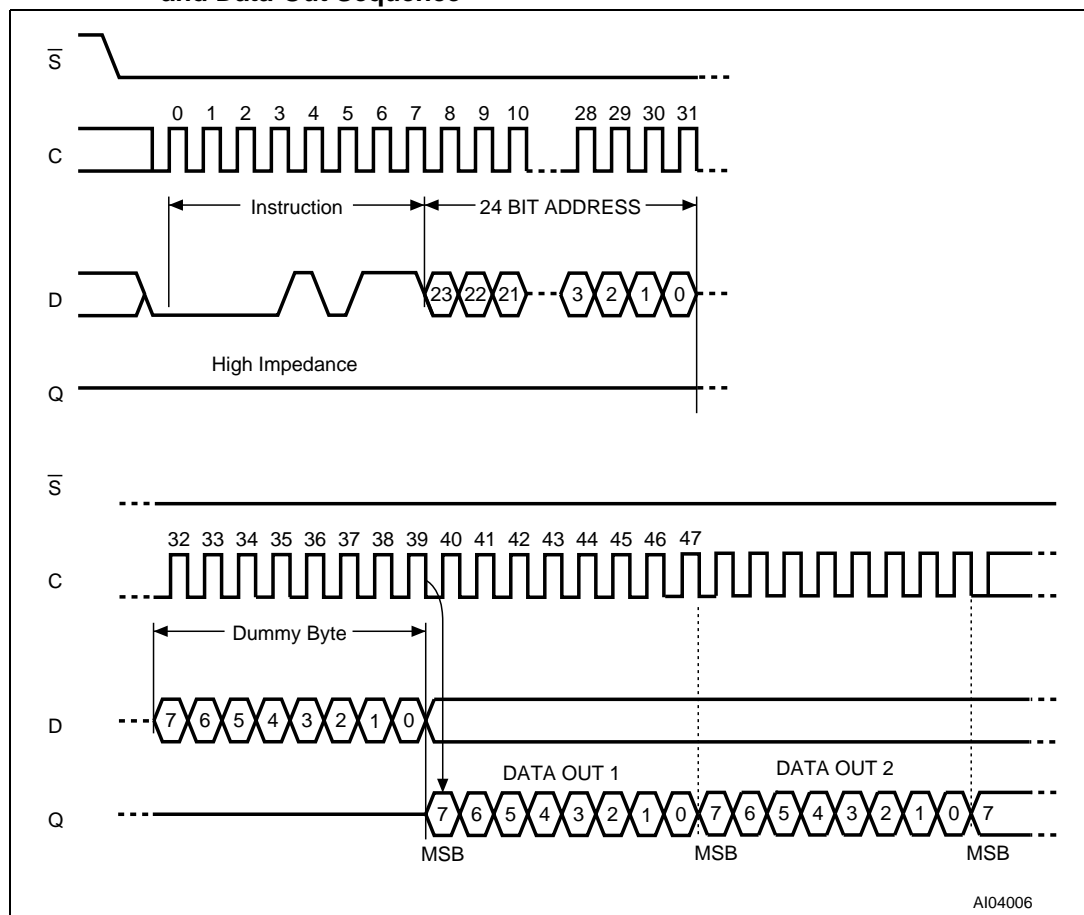 and Data-Out Sequence
S
0 1 2 3 4 5 6 7 8 9 10 28 29 30 31
C
Instruction 24 BIT ADDRESS
D 23 22 21 3 2 1 0
High Impedance
Q
S
32 33 34 35 36 37 38 39 40 41 42 43 44 45 46 47
C
Dummy Byte
D 7 6 5 4 3 2 1 0
DATA OUT 1 DATA OUT 2
Q 7 6 5 4 3 2 1 0 7 6 5 4 3 2 1 0 7
MSB MSB MSB
AI04006